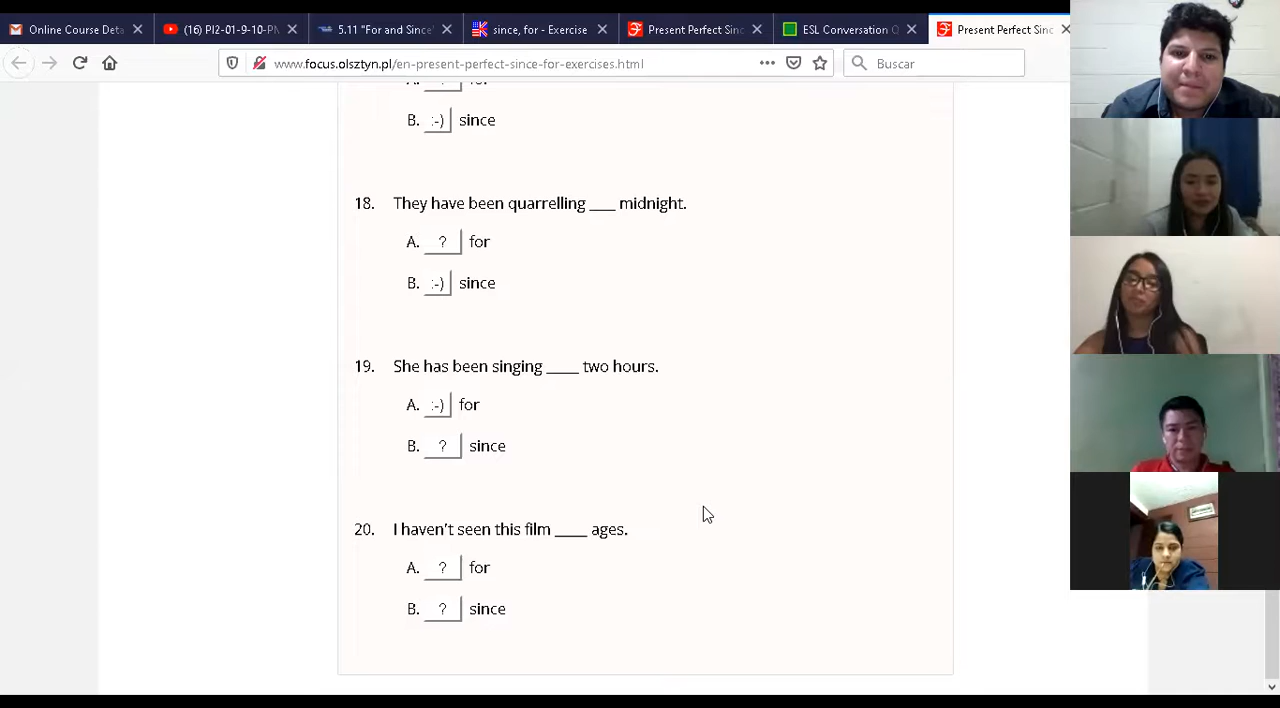 Online Course Deta
(16) PI2-01-3.10-PN
5.11 "For and Since"
since, for - Exercise
Present Perfect Sinc
ESL Conversation Q
Present Perfect Sinc
www.focus.olsztyn.pl/en-present-perfect-since-for-exercises.html
Buscar
B. :-) since
18. They have been quarrelling ___ midnight.
A. ? for
B. :-) since
19. She has been singing ____ two hours.
A. :-) for
B. ? since
20. I haven't seen this film ____ ages.
A. ? for
B. ? since